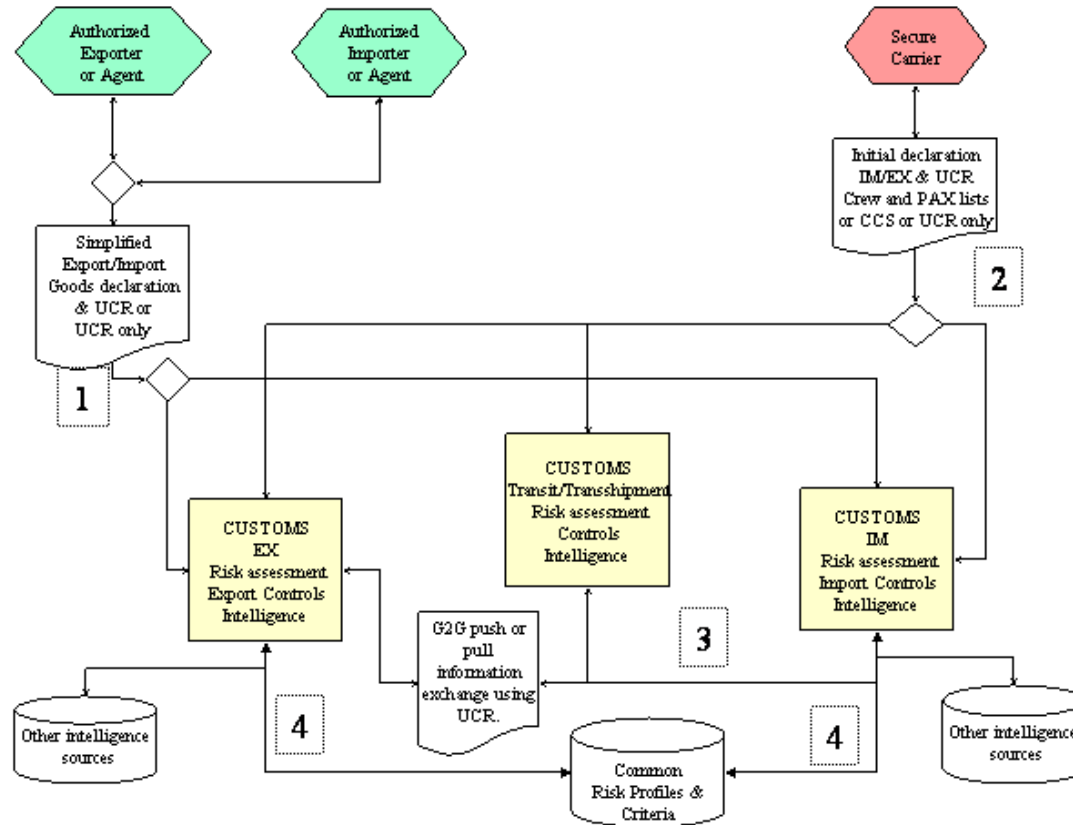 Authorized
Exporter
or Agent
Authorized
Importer
or Agent
Secure
Carrier
Initial declaration
IM/EX & UCR
Crew and PAX lists
or CCS or UCR only
2
Simplified
Export/Import
Goods declaration
& UCR or
UCR only
1
CUSTOMS
EX
Risk assessment
Export Controls
Intelligence
CUSTOMS
Transit/Transshipment
Risk assessment
Controls
Intelligence
CUSTOMS
IM
Risk assessment
Import Controls
Intelligence
G2G push or
pull
information
exchange using
UCR.
3
4
4
Other intelligence
sources
Common
Risk Profiles &
Criteria
Other intelligence
sources